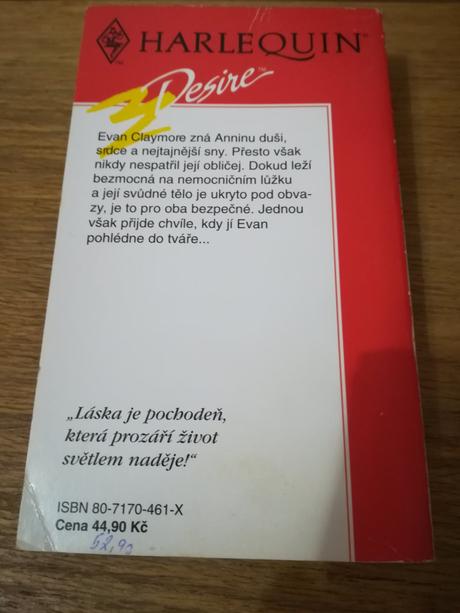 HARLEQUIN®
Desire™
Evan Claymore zná Anninu duši,
srdce a nejtajnější sny. Přesto však
nikdy nespatřil její obličej. Dokud leží
bezmocná na nemocničním lůžku
a její svůdné tělo je ukryto pod obva-
zy, je to pro oba bezpečné. Jednou
však přijde chvíle, kdy jí Evan
pohlédne do tváře...
„Láska je pochodeň,
která prozáří život
světlem naděje!“
ISBN 80-7170-461-X
Cena 44,90 Kč
52,90